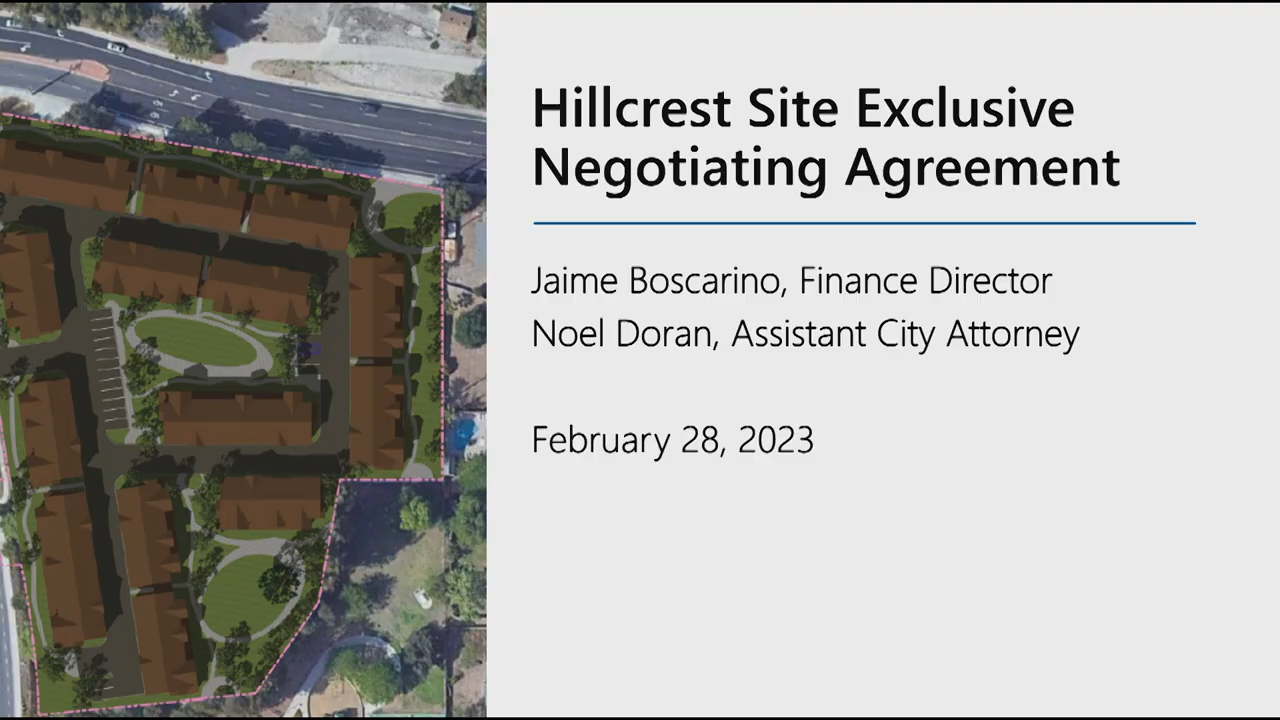 Hillcrest Site Exclusive
Negotiating Agreement
Jaime Boscarino, Finance Director
Noel Doran, Assistant City Attorney
February 28, 2023